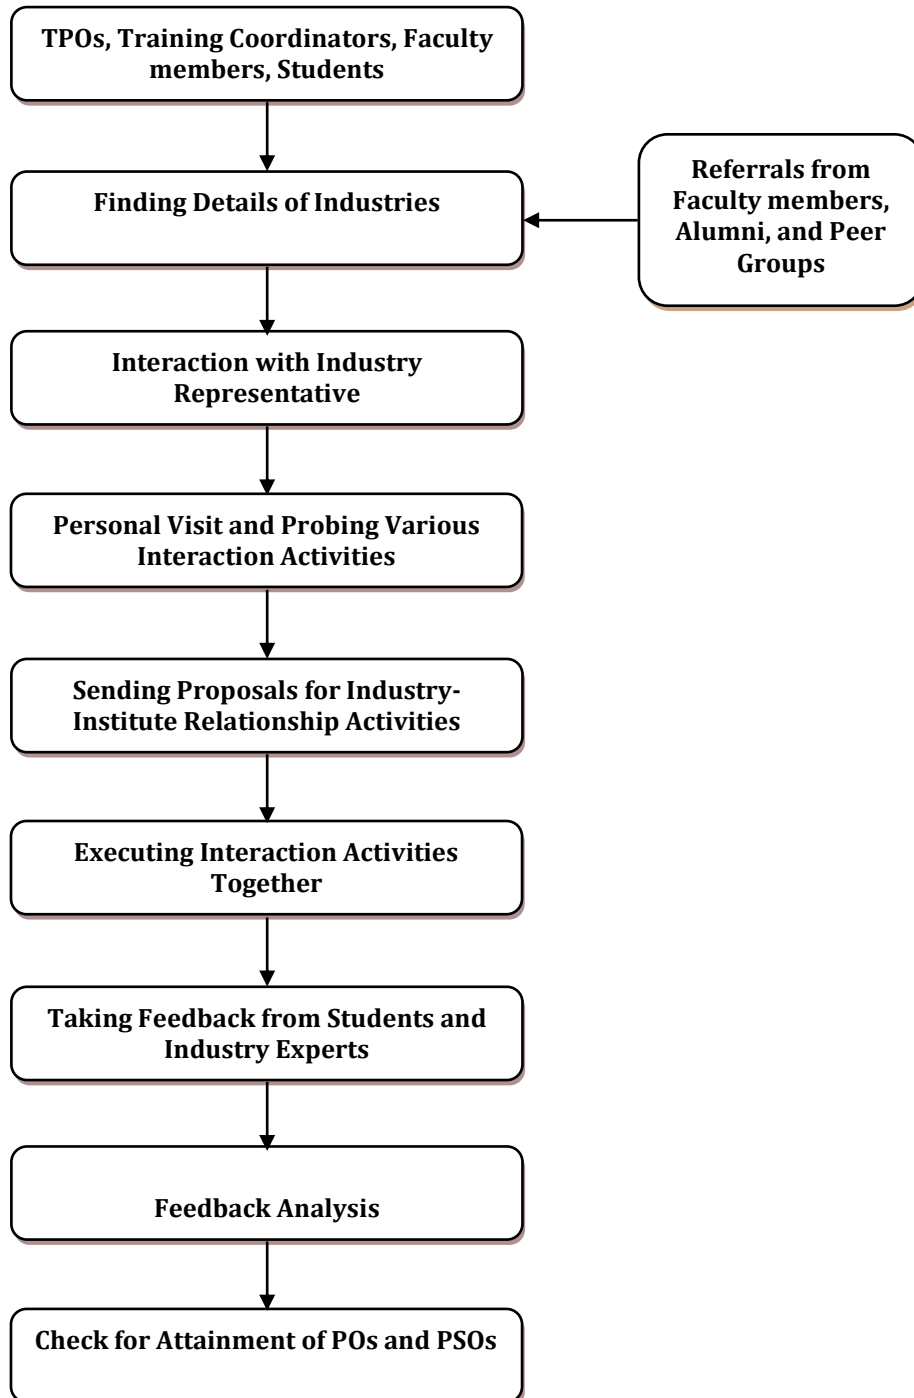 TPOs, Training Coordinators, Faculty
members, Students
Finding Details of Industries
Referrals from
Faculty members,
Alumni, and Peer
Groups
Interaction with Industry
Representative
Personal Visit and Probing Various
Interaction Activities
Sending Proposals for Industry-
Institute Relationship Activities
Executing Interaction Activities
Together
Taking Feedback from Students and
Industry Experts
Feedback Analysis
Check for Attainment of POs and PSOs